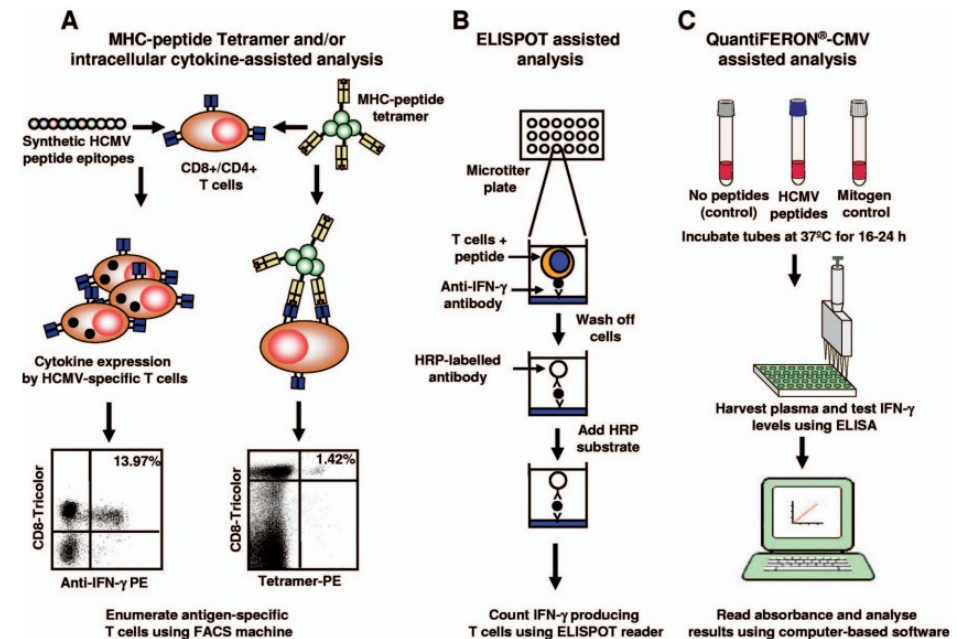 A
MHC-peptide Tetramer and/or
intracellular cytokine-assisted analysis
MHC-peptide
tetramer
Synthetic HCMV
peptide epitopes
CD8+/CD4+
T cells
Cytokine expression
by HCMV-specific T cells
13.97%
CD8-Tricolor
Anti-IFN-γ PE
1.42%
CD8-Tricolor
Tetramer-PE
Enumerate antigen-specific
T cells using FACS machine
B
ELISPOT assisted
analysis
Microtiter
plate
T cells +
peptide
Anti-IFN-γ
antibody
Wash off
cells
HRP-labelled
antibody
Add HRP
substrate
Count IFN-γ producing
T cells using ELISPOT reader
C
QuantiFERON®-CMV
assisted analysis
No peptides
(control)
HCMV
peptides
Mitogen
control
Incubate tubes at 37ºC for 16-24 h
Harvest plasma and test IFN-γ
levels using ELISA
Read absorbance and analyse
results using computer-based software